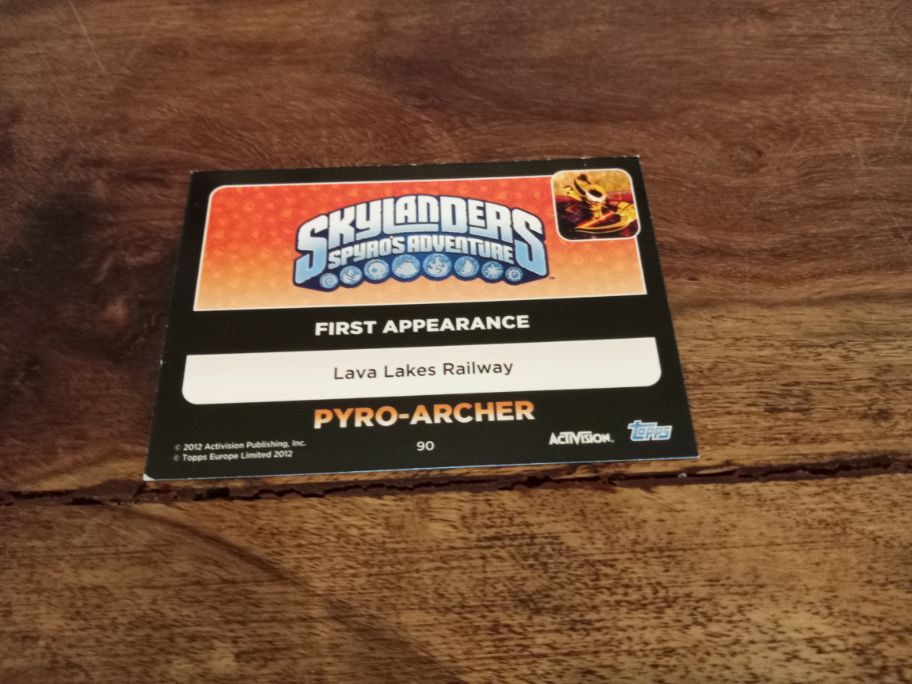 SKYLANDERS
SPYRO'S ADVENTURE
FIRST APPEARANCE
Lava Lakes Railway
PYRO-ARCHER
© 2012 Activision Publishing, Inc.
© Topps Europe Limited 2012
90
ACTIVISION.
topps